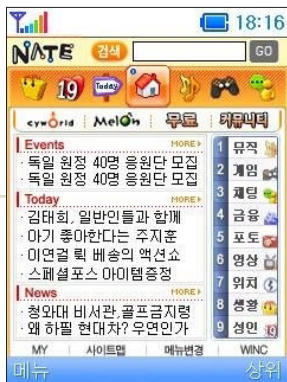 18:16
NATE 검색 GO
19 Today
cyworld Melon 무료 커뮤니티
Events MORE
· 독일 원정 40명 응원단 모집
· 독일 원정 40명 응원단 모집
Today MORE
· 김태희, 일반인들과 함께
· 아기 좋아한다는 주지훈
· 이연걸 뤽 베송의 액션쇼
· 스페셜포스 아이템증정
News MORE
· 청와대 비서관,골프금지령
· 왜 하필 현대차? 우연인가
1 뮤직
2 게임
3 채팅
4 금융
5 포토
6 영상
7 위치
8 생활
9 성인
MY 사이트맵 메뉴변경 WINC
메뉴 상위